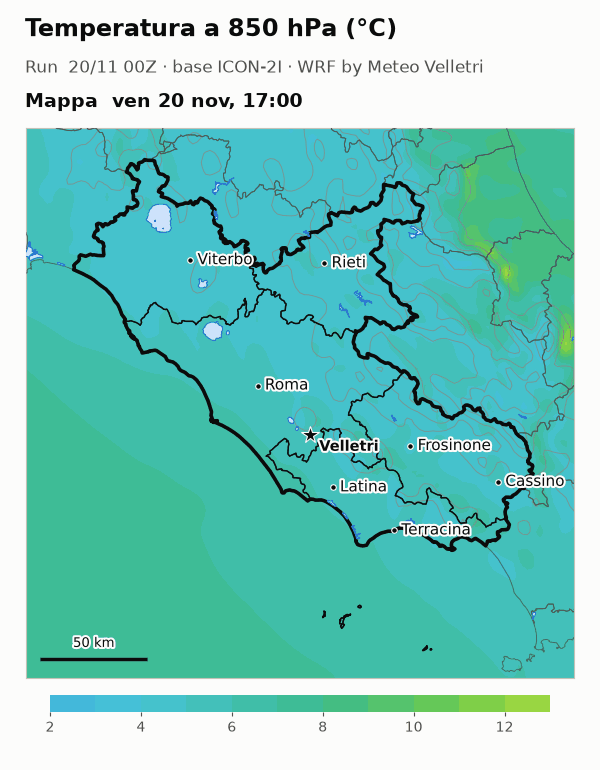 Temperatura a 850 hPa (°C)
Run  20/11 00Z · base ICON-2I · WRF by Meteo Velletri
Mappa  ven 20 nov, 17:00
Viterbo
Rieti
Roma
Velletri
Frosinone
Latina
Cassino
Terracina
50 km
2 4 6 8 10 12